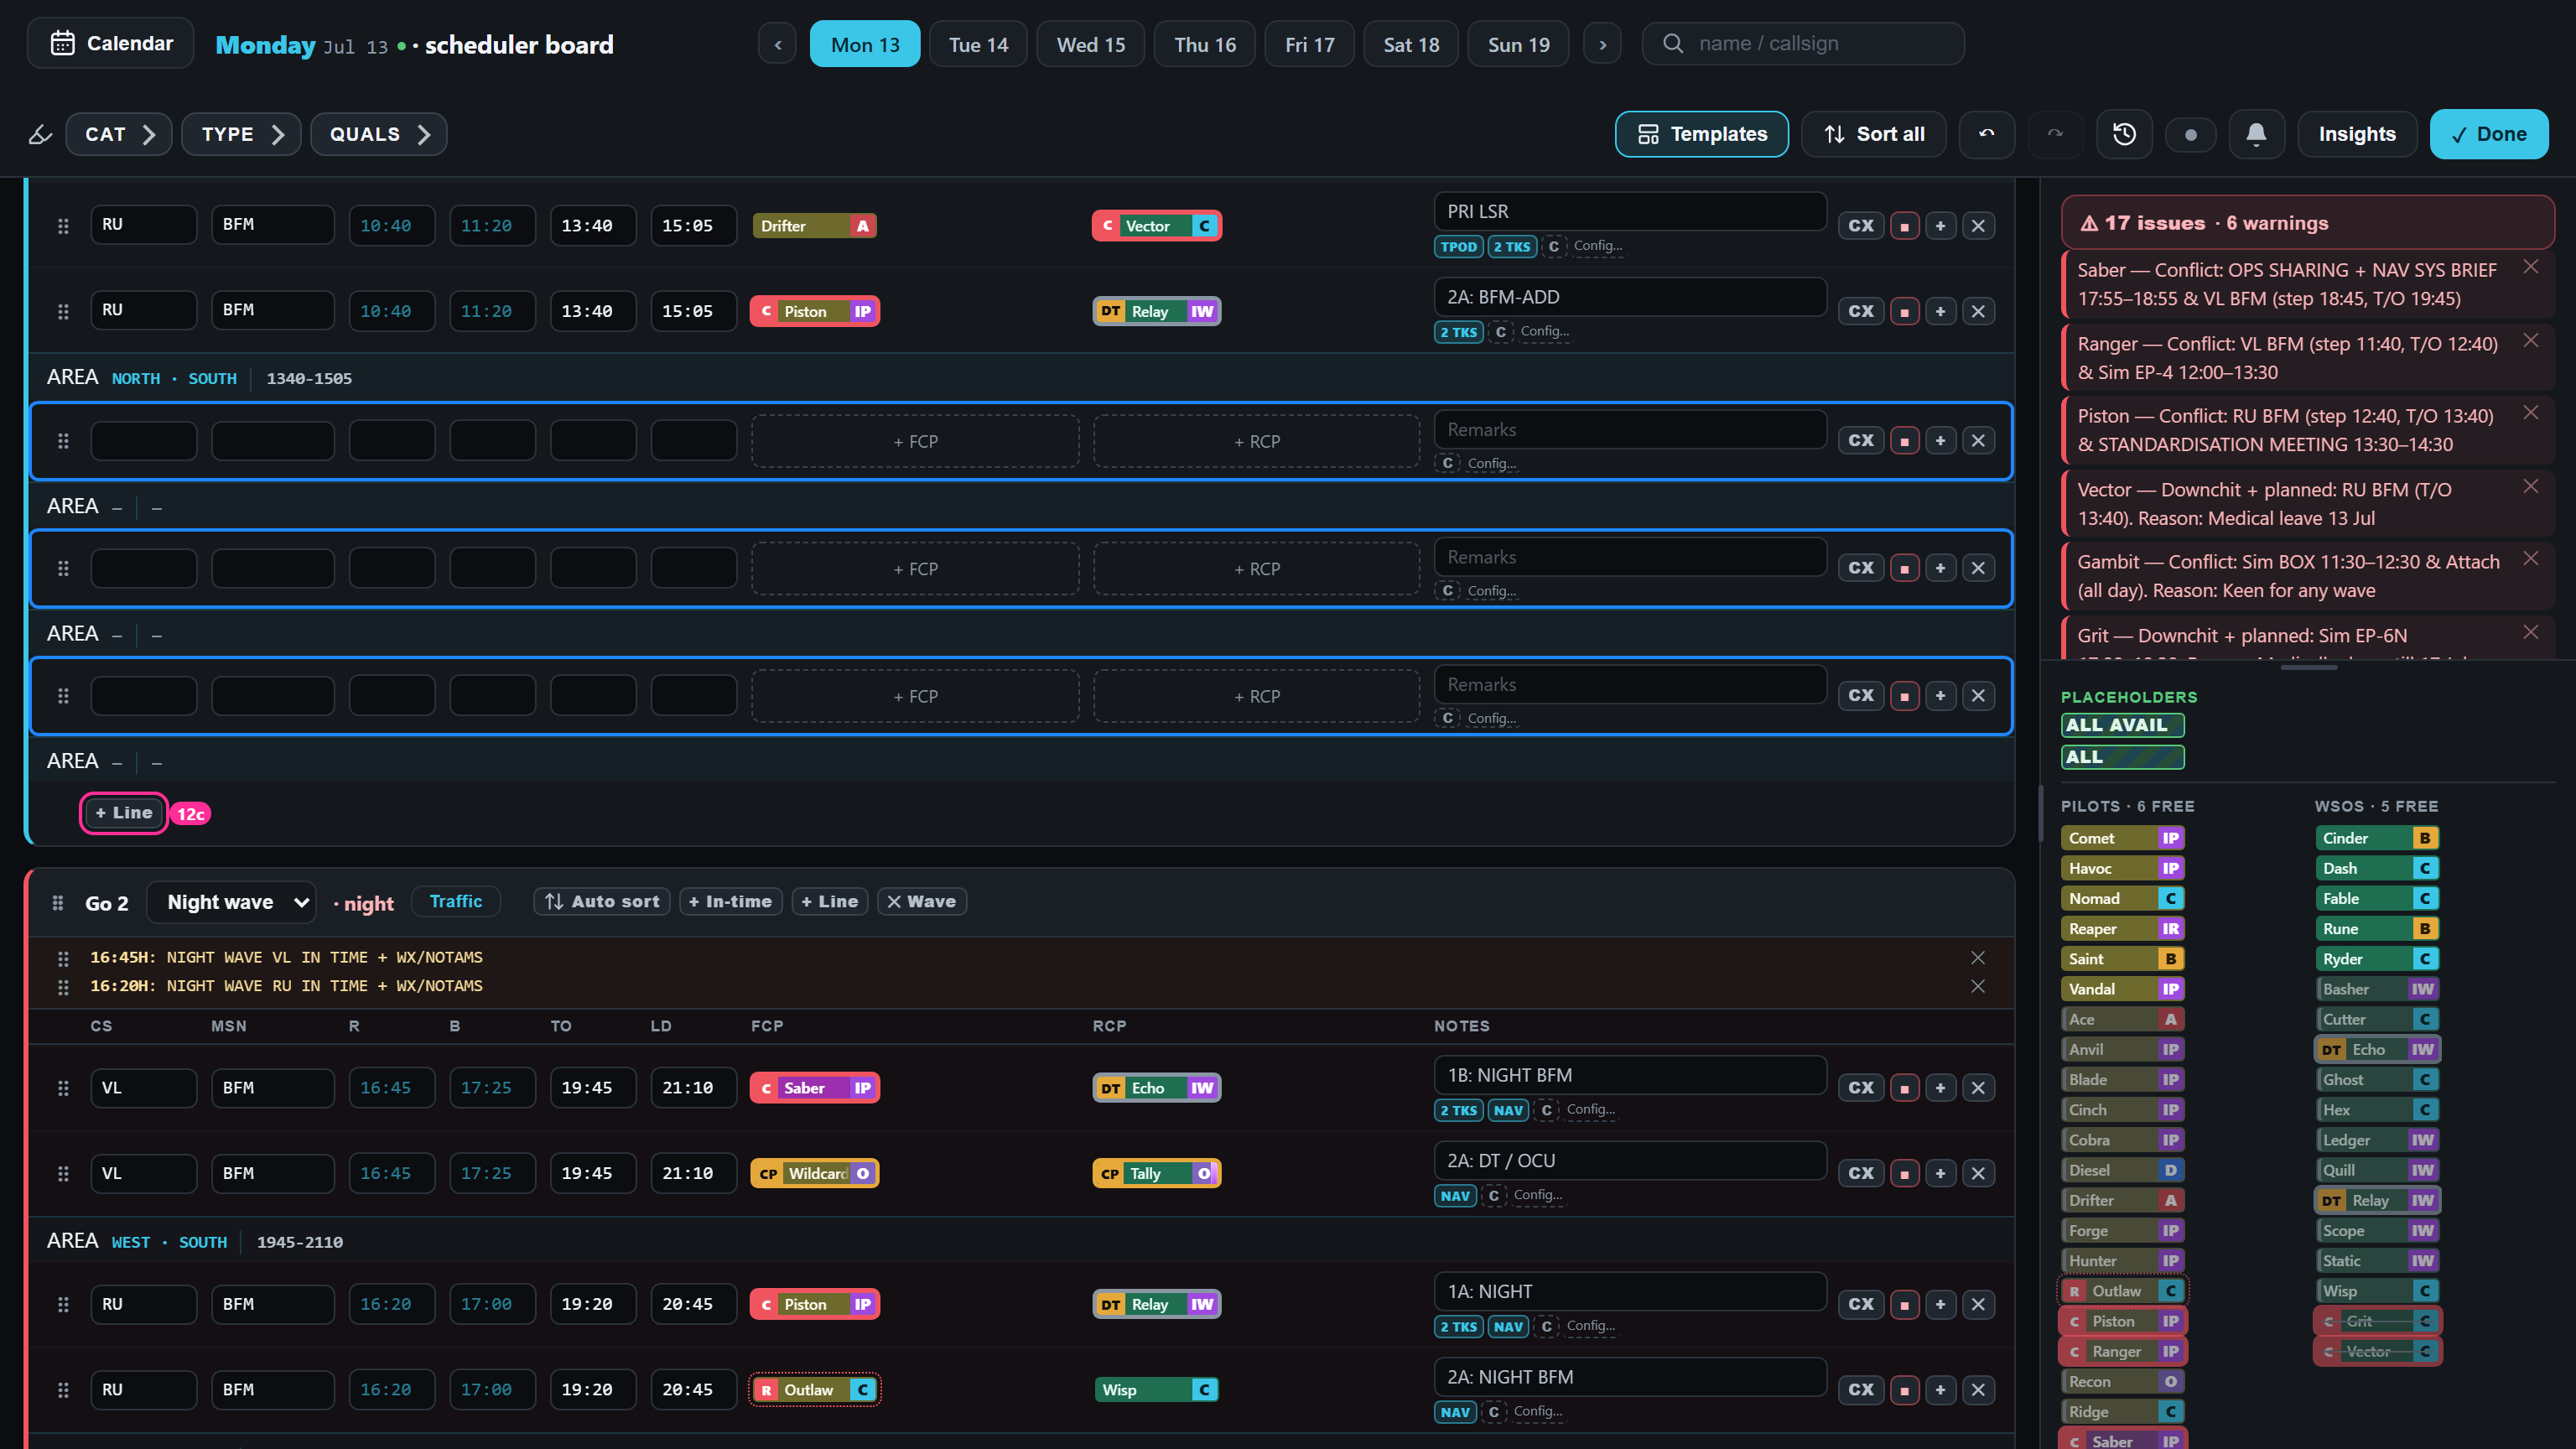 Calendar
Monday Jul 13 · scheduler board
‹ Mon 13 Tue 14 Wed 15 Thu 16 Fri 17 Sat 18 Sun 19 ›
name / callsign
CAT TYPE QUALS
Templates Sort all Insights ✓ Done
RU BFM 10:40 11:20 13:40 15:05 Drifter A C Vector C PRI LSR CX + ✕
TPOD 2 TKS C Config...
RU BFM 10:40 11:20 13:40 15:05 C Piston IP DT Relay IW 2A: BFM-ADD CX + ✕
2 TKS C Config...
AREA NORTH · SOUTH 1340-1505
+ FCP + RCP Remarks CX + ✕
C Config...
AREA – –
+ FCP + RCP Remarks CX + ✕
C Config...
AREA – –
+ FCP + RCP Remarks CX + ✕
C Config...
AREA – –
+ Line 12c
Go 2 Night wave · night Traffic Auto sort + In-time + Line ✕ Wave
16:45H: NIGHT WAVE VL IN TIME + WX/NOTAMS ✕
16:20H: NIGHT WAVE RU IN TIME + WX/NOTAMS ✕
CS MSN R B TO LD FCP RCP NOTES
VL BFM 16:45 17:25 19:45 21:10 C Saber IP DT Echo IW 1B: NIGHT BFM CX + ✕
2 TKS NAV C Config...
VL BFM 16:45 17:25 19:45 21:10 CP Wildcard O CP Tally O 2A: DT / OCU CX + ✕
NAV C Config...
AREA WEST · SOUTH 1945-2110
RU BFM 16:20 17:00 19:20 20:45 C Piston IP DT Relay IW 1A: NIGHT CX + ✕
2 TKS NAV C Config...
RU BFM 16:20 17:00 19:20 20:45 R Outlaw C Wisp C 2A: NIGHT BFM CX + ✕
NAV C Config...
⚠ 17 issues · 6 warnings
Saber — Conflict: OPS SHARING + NAV SYS BRIEF
17:55–18:55 & VL BFM (step 18:45, T/O 19:45)
Ranger — Conflict: VL BFM (step 11:40, T/O 12:40)
& Sim EP-4 12:00–13:30
Piston — Conflict: RU BFM (step 12:40, T/O 13:40)
& STANDARDISATION MEETING 13:30–14:30
Vector — Downchit + planned: RU BFM (T/O
13:40). Reason: Medical leave 13 Jul
Gambit — Conflict: Sim BOX 11:30–12:30 & Attach
(all day). Reason: Keen for any wave
Grit — Downchit + planned: Sim EP-6N
PLACEHOLDERS
ALL AVAIL
ALL
PILOTS · 6 FREE WSOS · 5 FREE
Comet IP Cinder B
Havoc IP Dash C
Nomad C Fable C
Reaper IR Rune B
Saint B Ryder C
Vandal IP Basher IW
Ace A Cutter C
Anvil IP DT Echo IW
Blade IP Ghost C
Cinch IP Hex C
Cobra IP Ledger IW
Diesel D Quill IW
Drifter A DT Relay IW
Forge IP Scope IW
Hunter IP Static IW
R Outlaw C Wisp C
C Piston IP C Grit C
C Ranger IP C Vector C
Recon O
Ridge C
C Saber IP